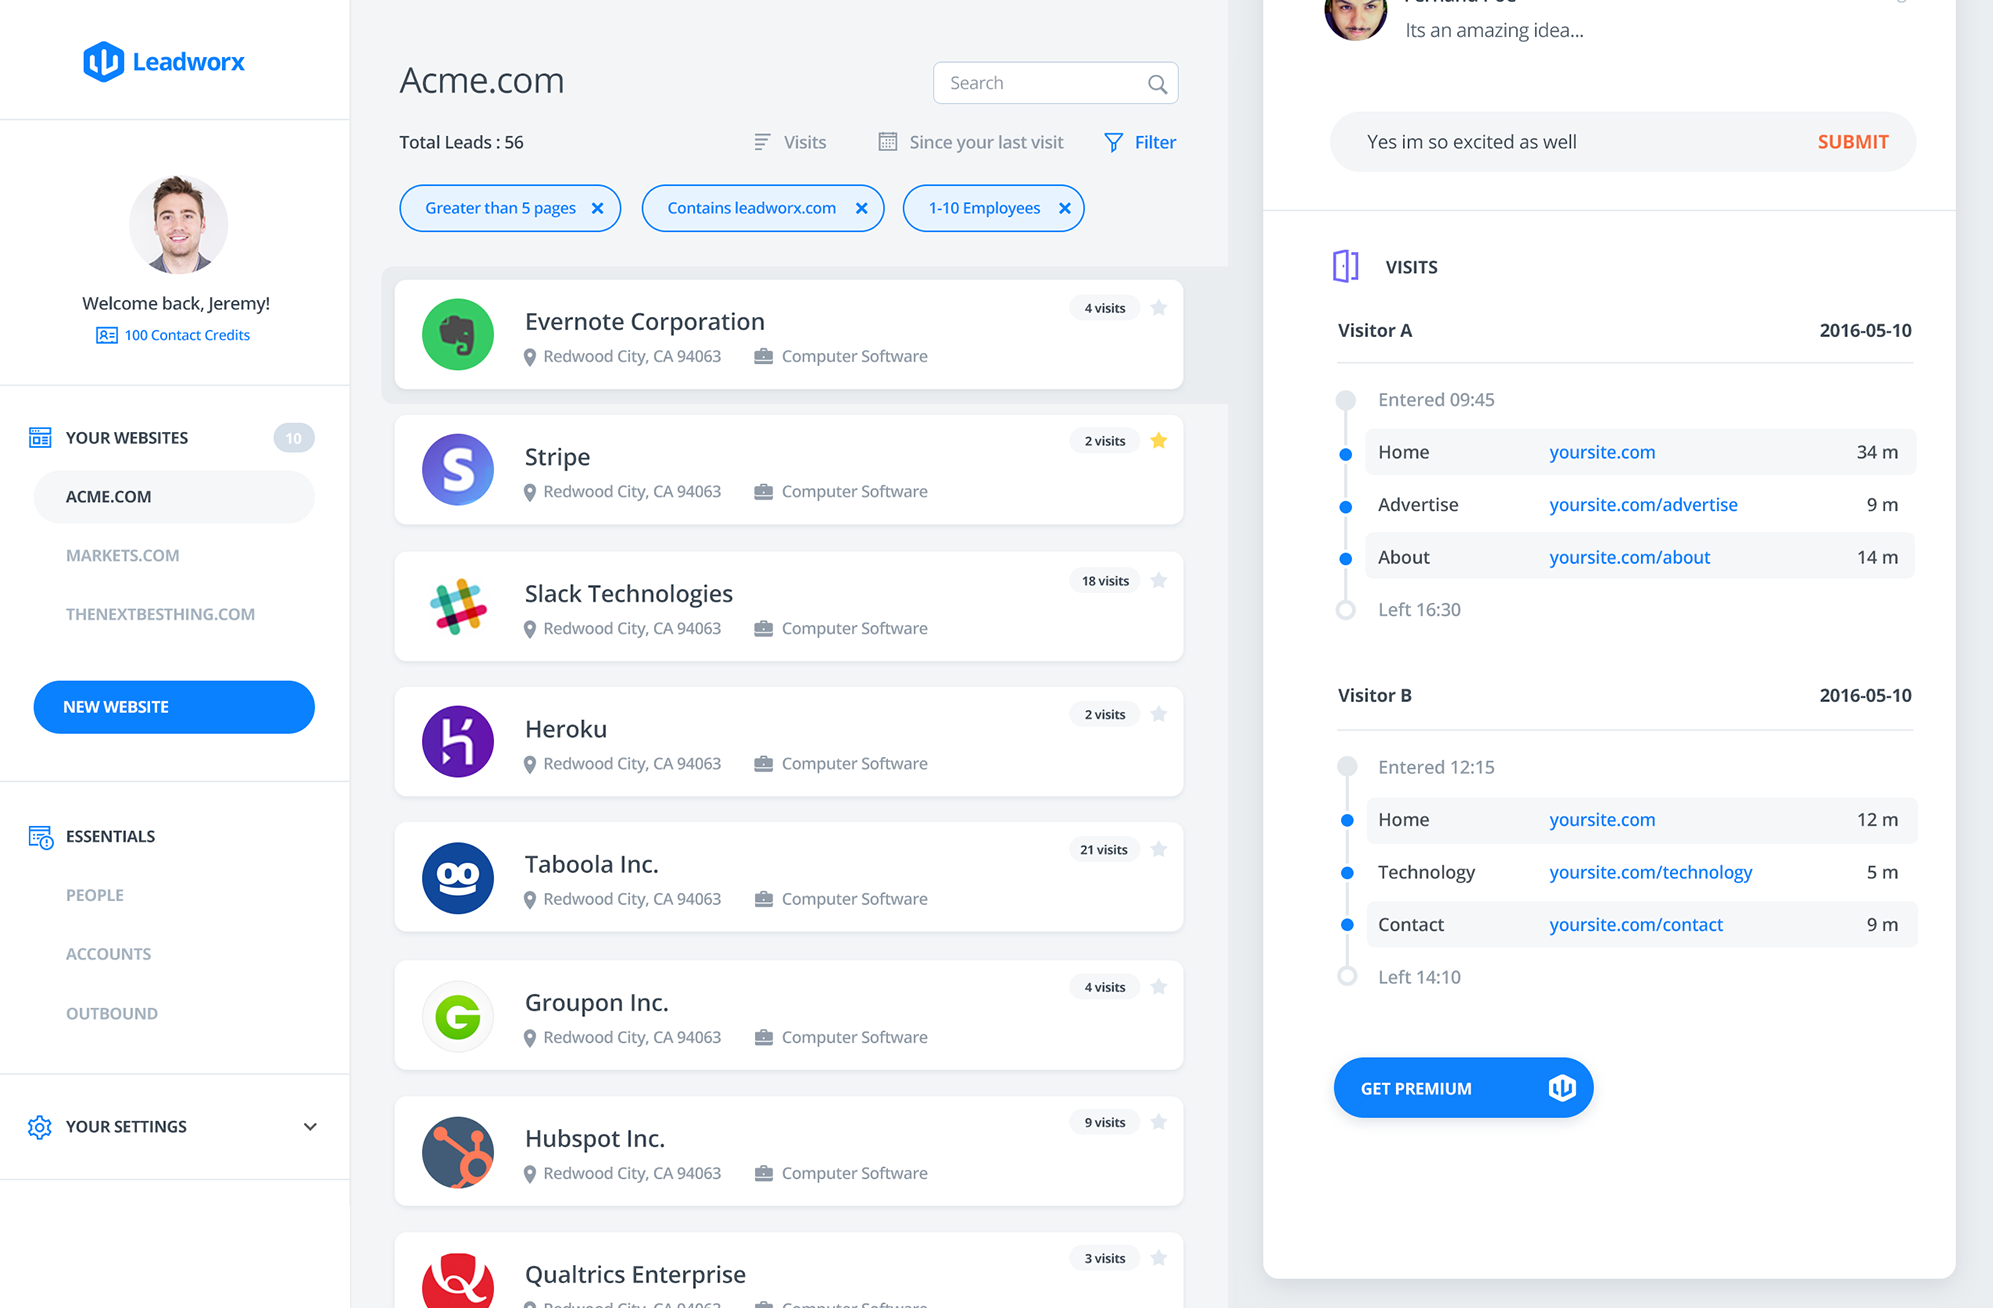 Leadworx
Welcome back, Jeremy!
100 Contact Credits
YOUR WEBSITES 10
ACME.COM
MARKETS.COM
THENEXTBESTHING.COM
NEW WEBSITE
ESSENTIALS
PEOPLE
ACCOUNTS
OUTBOUND
YOUR SETTINGS
Acme.com
Search
Total Leads : 56
Visits
Since your last visit
Filter
Greater than 5 pages
Contains leadworx.com
1-10 Employees
Evernote Corporation
4 visits
Redwood City, CA 94063 Computer Software
Stripe
2 visits
Redwood City, CA 94063 Computer Software
Slack Technologies
18 visits
Redwood City, CA 94063 Computer Software
Heroku
2 visits
Redwood City, CA 94063 Computer Software
Taboola Inc.
21 visits
Redwood City, CA 94063 Computer Software
Groupon Inc.
4 visits
Redwood City, CA 94063 Computer Software
Hubspot Inc.
9 visits
Redwood City, CA 94063 Computer Software
Qualtrics Enterprise
3 visits
Redwood City, CA 94063 Computer Software
Its an amazing idea...
Yes im so excited as well SUBMIT
VISITS
Visitor A 2016-05-10
Entered 09:45
Home yoursite.com 34 m
Advertise yoursite.com/advertise 9 m
About yoursite.com/about 14 m
Left 16:30
Visitor B 2016-05-10
Entered 12:15
Home yoursite.com 12 m
Technology yoursite.com/technology 5 m
Contact yoursite.com/contact 9 m
Left 14:10
GET PREMIUM